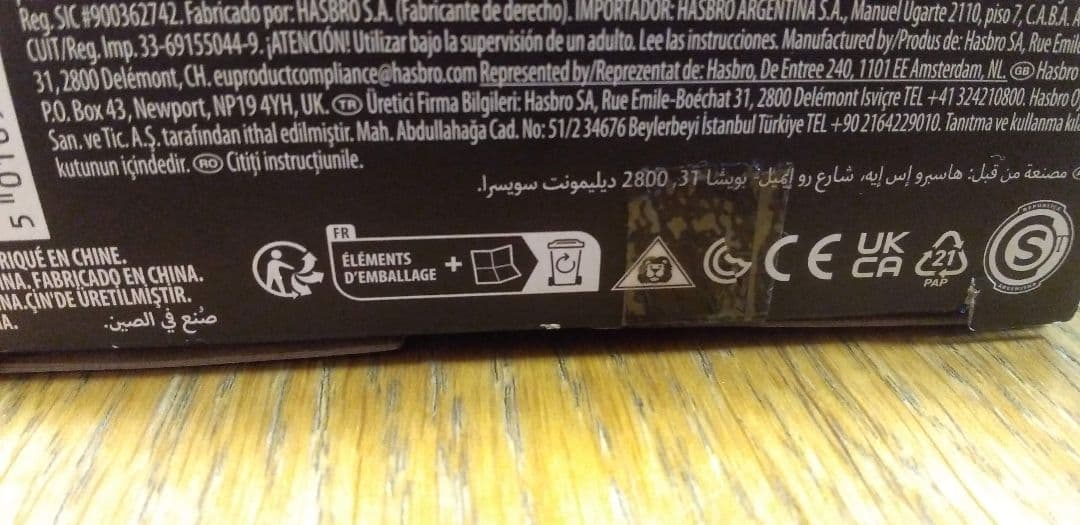 Reg. SIC #900362742. Fabricado por: HASBRO S.A. (Fabricante de derecho). IMPORTADOR: HASBRO ARGENTINA S.A., Manuel Ugarte 2110, piso 7, C.A.B.A.
CUIT/Reg. Imp. 33-69155044-9. ¡ATENCIÓN! Utilizar bajo la supervisión de un adulto. Lee las instrucciones. Manufactured by/Produs de: Hasbro SA, Rue
31, 2800 Delémont, CH. euproductcompliance@hasbro.com Represented by/Reprezentat de: Hasbro, De Entree 240, 1101 EE Amsterdam, NL. GB Hasbro
P.O. Box 43, Newport, NP19 4YH, UK. TR Üretici Firma Bilgileri: Hasbro SA, Rue Emile-Boéchat 31, 2800 Delémont İsviçre TEL +41 324210800. Hasbro
San. ve Tic. A.Ş. tarafından ithal edilmiştir. Mah. Abdullahağa Cad. No: 51/2 34676 Beylerbeyi İstanbul Türkiye TEL +90 2164229010. Tanıtma ve kullanma
kutunun içindedir. RO Citiți instrucțiunile.
مصنعة من قبل: هاسبرو إس إيه، شارع رو إميل بويشا 31, 2800 ديليمونت سويسرا.
RIQUÉ EN CHINE.
INA. FABRICADO EN CHINA.
NA. ÇİN'DE ÜRETİLMİŞTİR.
صُنع في الصين.
FR
ÉLÉMENTS
D'EMBALLAGE
+
CE
UK
CA
21
PAP
S
ARGENTINA